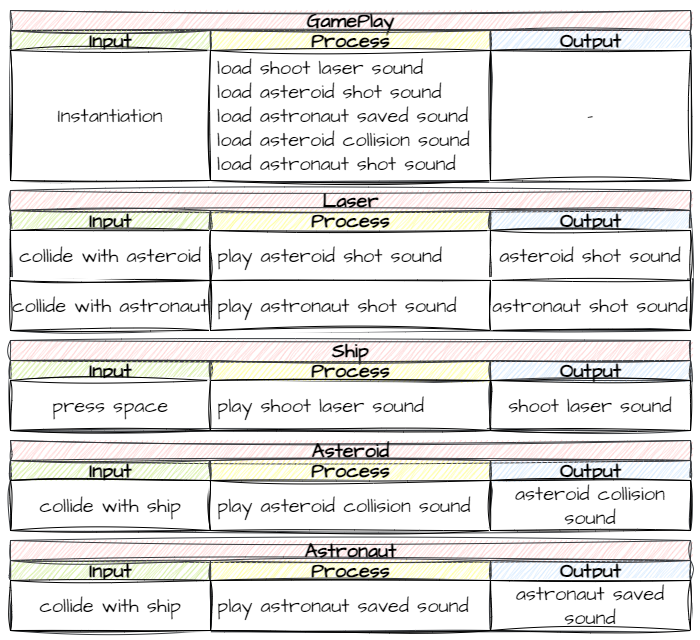 GamePlay
Input Process Output
Instantiation
load shoot laser sound
load asteroid shot sound
load astronaut saved sound
load asteroid collision sound
load astronaut shot sound
-
Laser
Input Process Output
collide with asteroid play asteroid shot sound asteroid shot sound
collide with astronaut play astronaut shot sound astronaut shot sound
Ship
Input Process Output
press space play shoot laser sound shoot laser sound
Asteroid
Input Process Output
collide with ship play asteroid collision sound asteroid collision
sound
Astronaut
Input Process Output
collide with ship play astronaut saved sound astronaut saved
sound